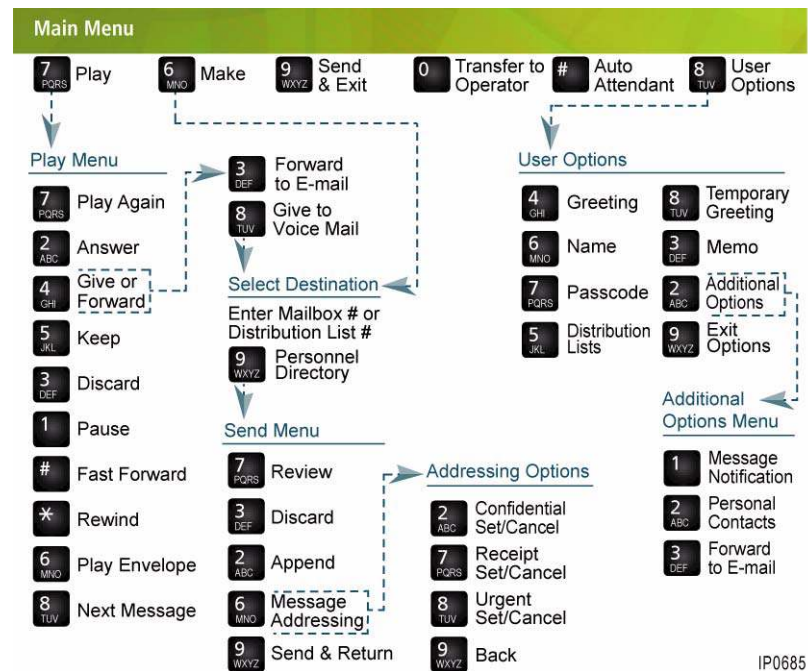 Main Menu
7 PQRS Play
6 MNO Make
9 WXYZ Send
& Exit
0 Transfer to
Operator
# Auto
Attendant
8 TUV User
Options
Play Menu
7 PQRS Play Again
2 ABC Answer
4 GHI Give or
Forward
5 JKL Keep
3 DEF Discard
1 Pause
# Fast Forward
* Rewind
6 MNO Play Envelope
8 TUV Next Message
3 DEF Forward
to E-mail
8 TUV Give to
Voice Mail
Select Destination
Enter Mailbox # or
Distribution List #
9 WXYZ Personnel
Directory
Send Menu
7 PQRS Review
3 DEF Discard
2 ABC Append
6 MNO Message
Addressing
9 WXYZ Send & Return
Addressing Options
2 ABC Confidential
Set/Cancel
7 PQRS Receipt
Set/Cancel
8 TUV Urgent
Set/Cancel
9 WXYZ Back
User Options
4 GHI Greeting
6 MNO Name
7 PQRS Passcode
5 JKL Distribution
Lists
8 TUV Temporary
Greeting
3 DEF Memo
2 ABC Additional
Options
9 WXYZ Exit
Options
Additional
Options Menu
1 Message
Notification
2 ABC Personal
Contacts
3 DEF Forward
to E-mail
IP0685